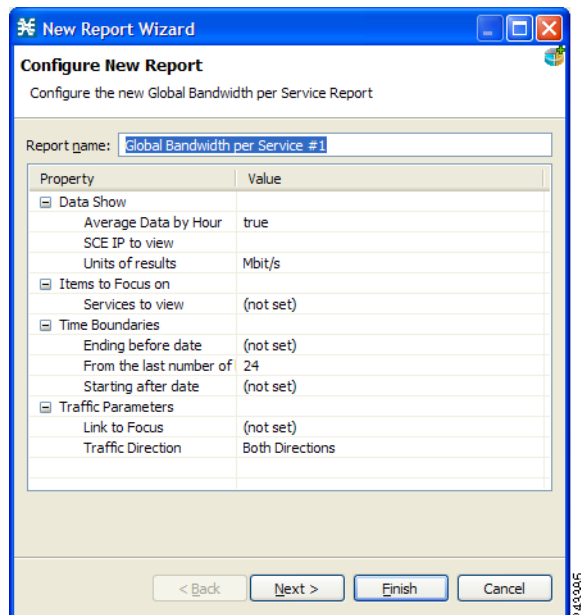 New Report Wizard
Configure New Report
Configure the new Global Bandwidth per Service Report
Report name: Global Bandwidth per Service #1
Property Value
Data Show
Average Data by Hour true
SCE IP to view
Units of results Mbit/s
Items to Focus on
Services to view (not set)
Time Boundaries
Ending before date (not set)
From the last number of 24
Starting after date (not set)
Traffic Parameters
Link to Focus (not set)
Traffic Direction Both Directions
< Back Next > Finish Cancel
243385